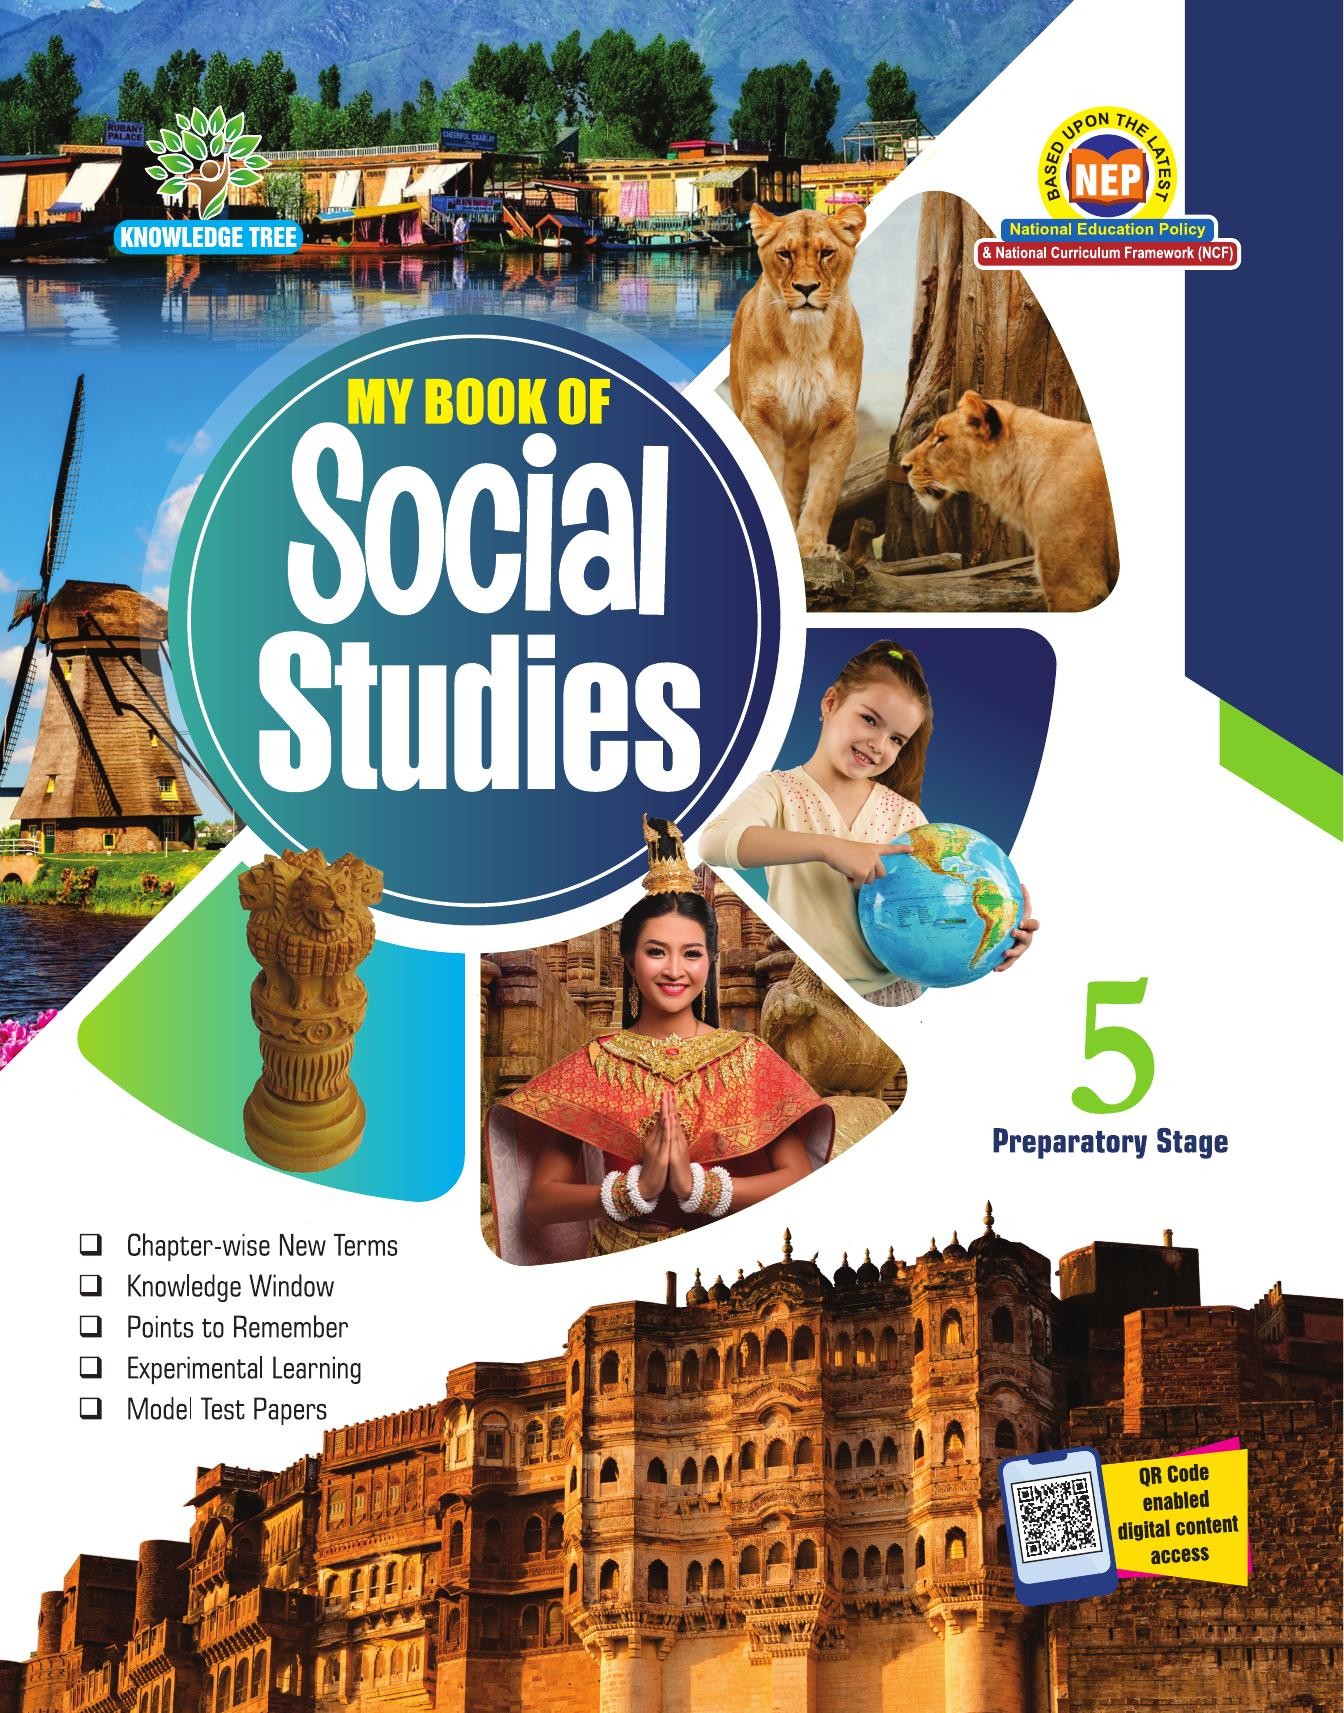 RUBANY
PALACE
KNOWLEDGE TREE
BASED UPON THE LATEST
NEP
National Education Policy
& National Curriculum Framework (NCF)
MY BOOK OF
Social
Studies
5
Preparatory Stage
Chapter-wise New Terms
Knowledge Window
Points to Remember
Experimental Learning
Model Test Papers
QR Code
enabled
digital content
access